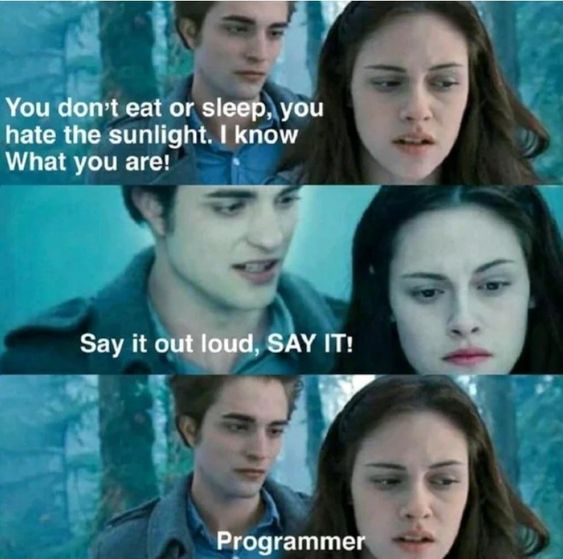 You don't eat or sleep, you
hate the sunlight. I know
What you are!
Say it out loud, SAY IT!
Programmer